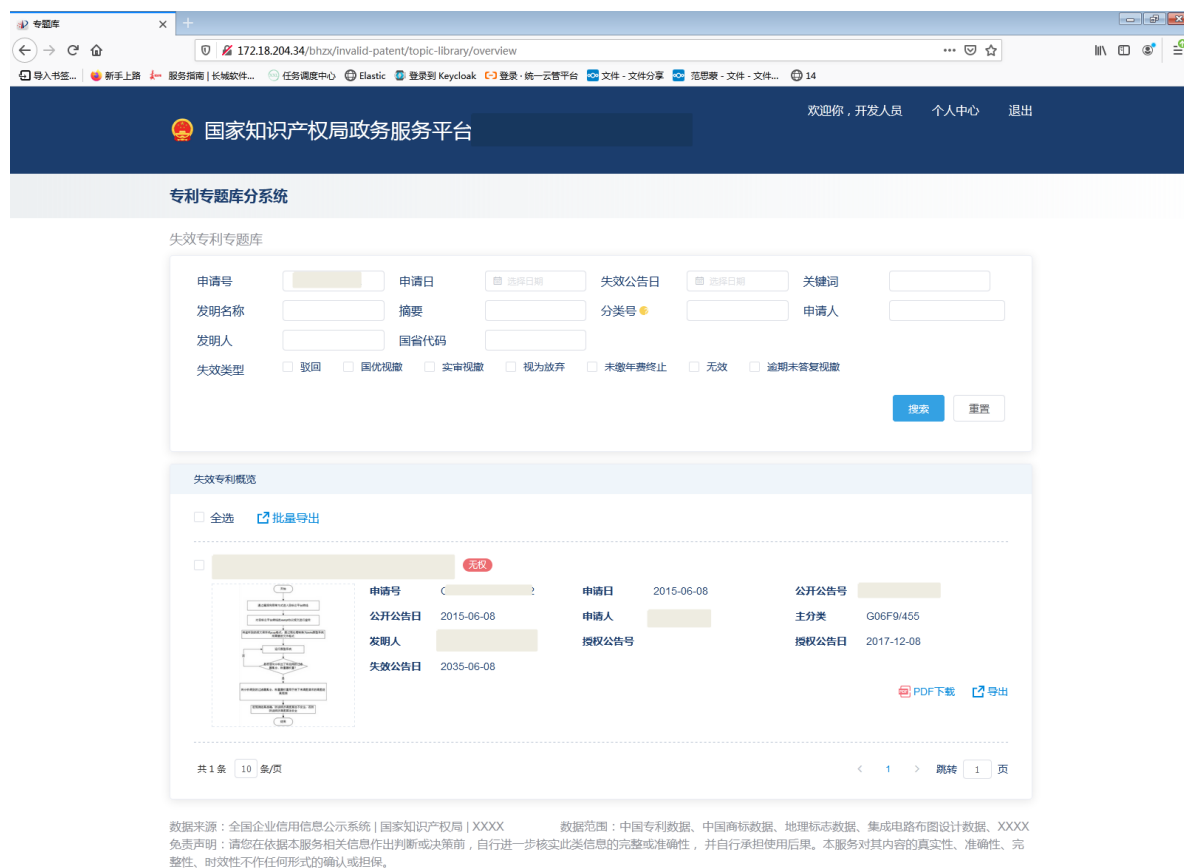 专题库
172.18.204.34/bhzx/invalid-patent/topic-library/overview
导入书签... 新手上路 服务指南 | 长城软件... 任务调度中心 Elastic 登录到 Keycloak 登录 · 统一云管平台 文件 - 文件分享 范思蒙 - 文件 - 文件... 14
欢迎你，开发人员 个人中心 退出
国家知识产权局政务服务平台
专利专题库分系统
失效专利专题库
申请号 申请日 选择日期 失效公告日 选择日期 关键词
发明名称 摘要 分类号 申请人
发明人 国省代码
失效类型 驳回 国优视撤 实审视撤 视为放弃 未缴年费终止 无效 逾期未答复视撤
搜索 重置
失效专利概览
全选 批量导出
无权
申请号 申请日 2015-06-08 公开公告号
公开公告日 2015-06-08 申请人 主分类 G06F9/455
发明人 授权公告号 授权公告日 2017-12-08
失效公告日 2035-06-08
PDF下载 导出
共 1 条 10 条/页 < 1 > 跳转 1 页
数据来源：全国企业信用信息公示系统 | 国家知识产权局 | XXXX 数据范围：中国专利数据、中国商标数据、地理标志数据、集成电路布图设计数据、XXXX
免责声明：请您在依据本服务相关信息作出判断或决策前，自行进一步核实此类信息的完整或准确性，并自行承担使用后果。本服务对其内容的真实性、准确性、完
整性、时效性不作任何形式的确认或担保。